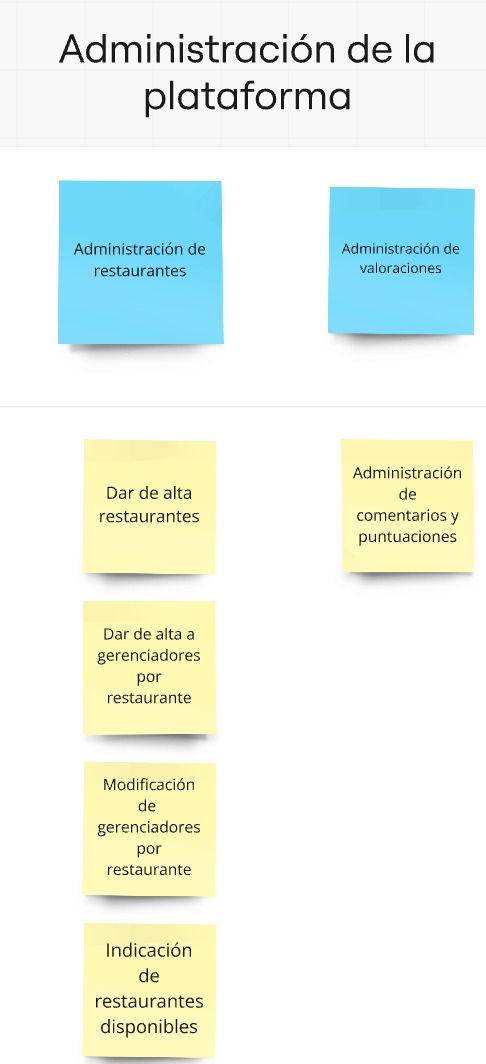 Administración de la
plataforma
Administración de
restaurantes
Administración de
valoraciones
Dar de alta
restaurantes
Administración
de
comentarios y
puntuaciones
Dar de alta a
gerenciadores
por
restaurante
Modificación
de
gerenciadores
por
restaurante
Indicación
de
restaurantes
disponibles